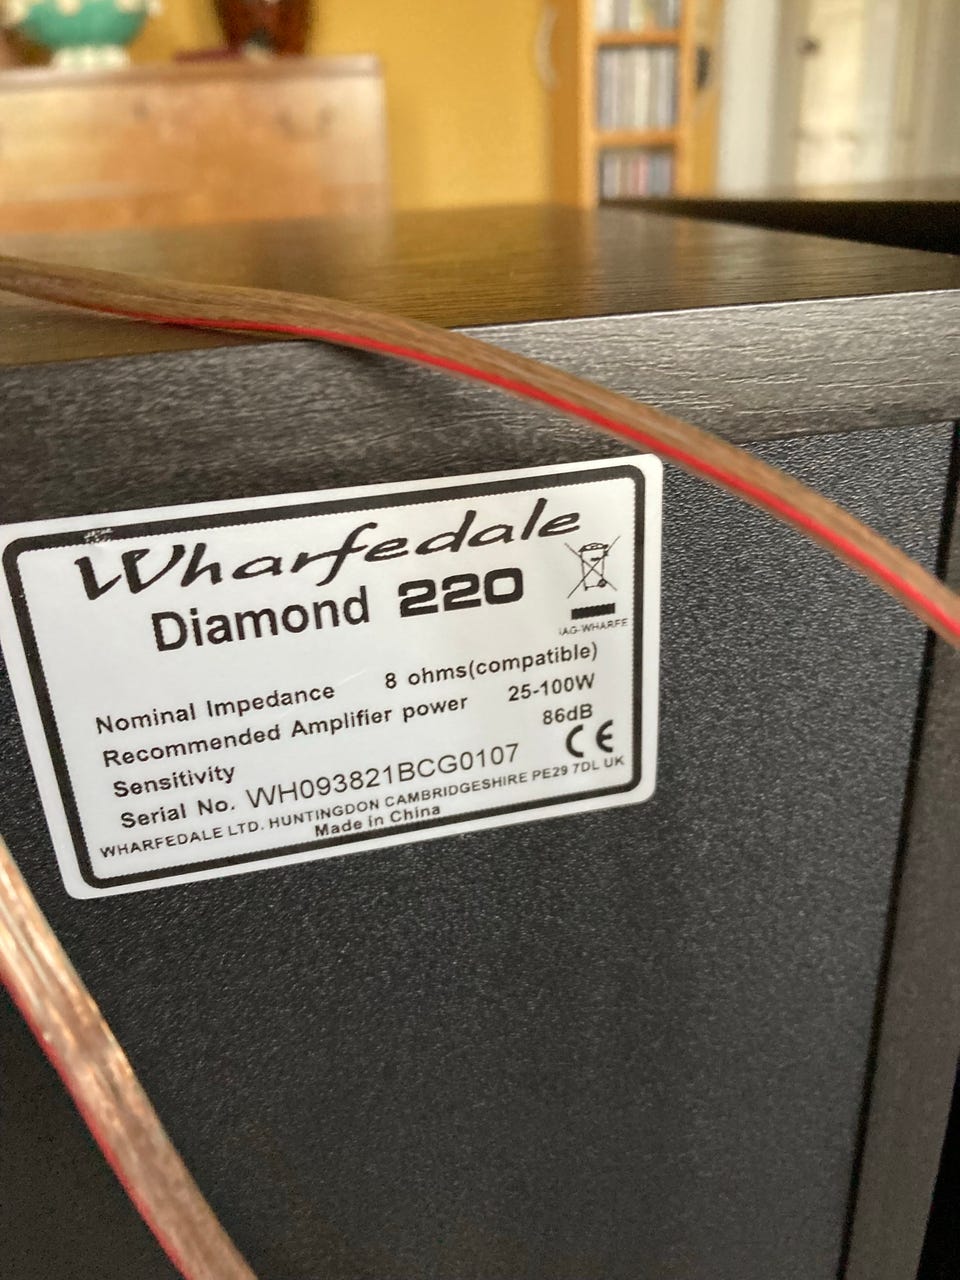 Wharfedale
Diamond 220
IAG-WHARFE
Nominal Impedance 8 ohms(compatible)
Recommended Amplifier power 25-100W
Sensitivity 86dB
CE
Serial No. WH093821BCG0107
WHARFEDALE LTD. HUNTINGDON CAMBRIDGESHIRE PE29 7DL UK
Made in China